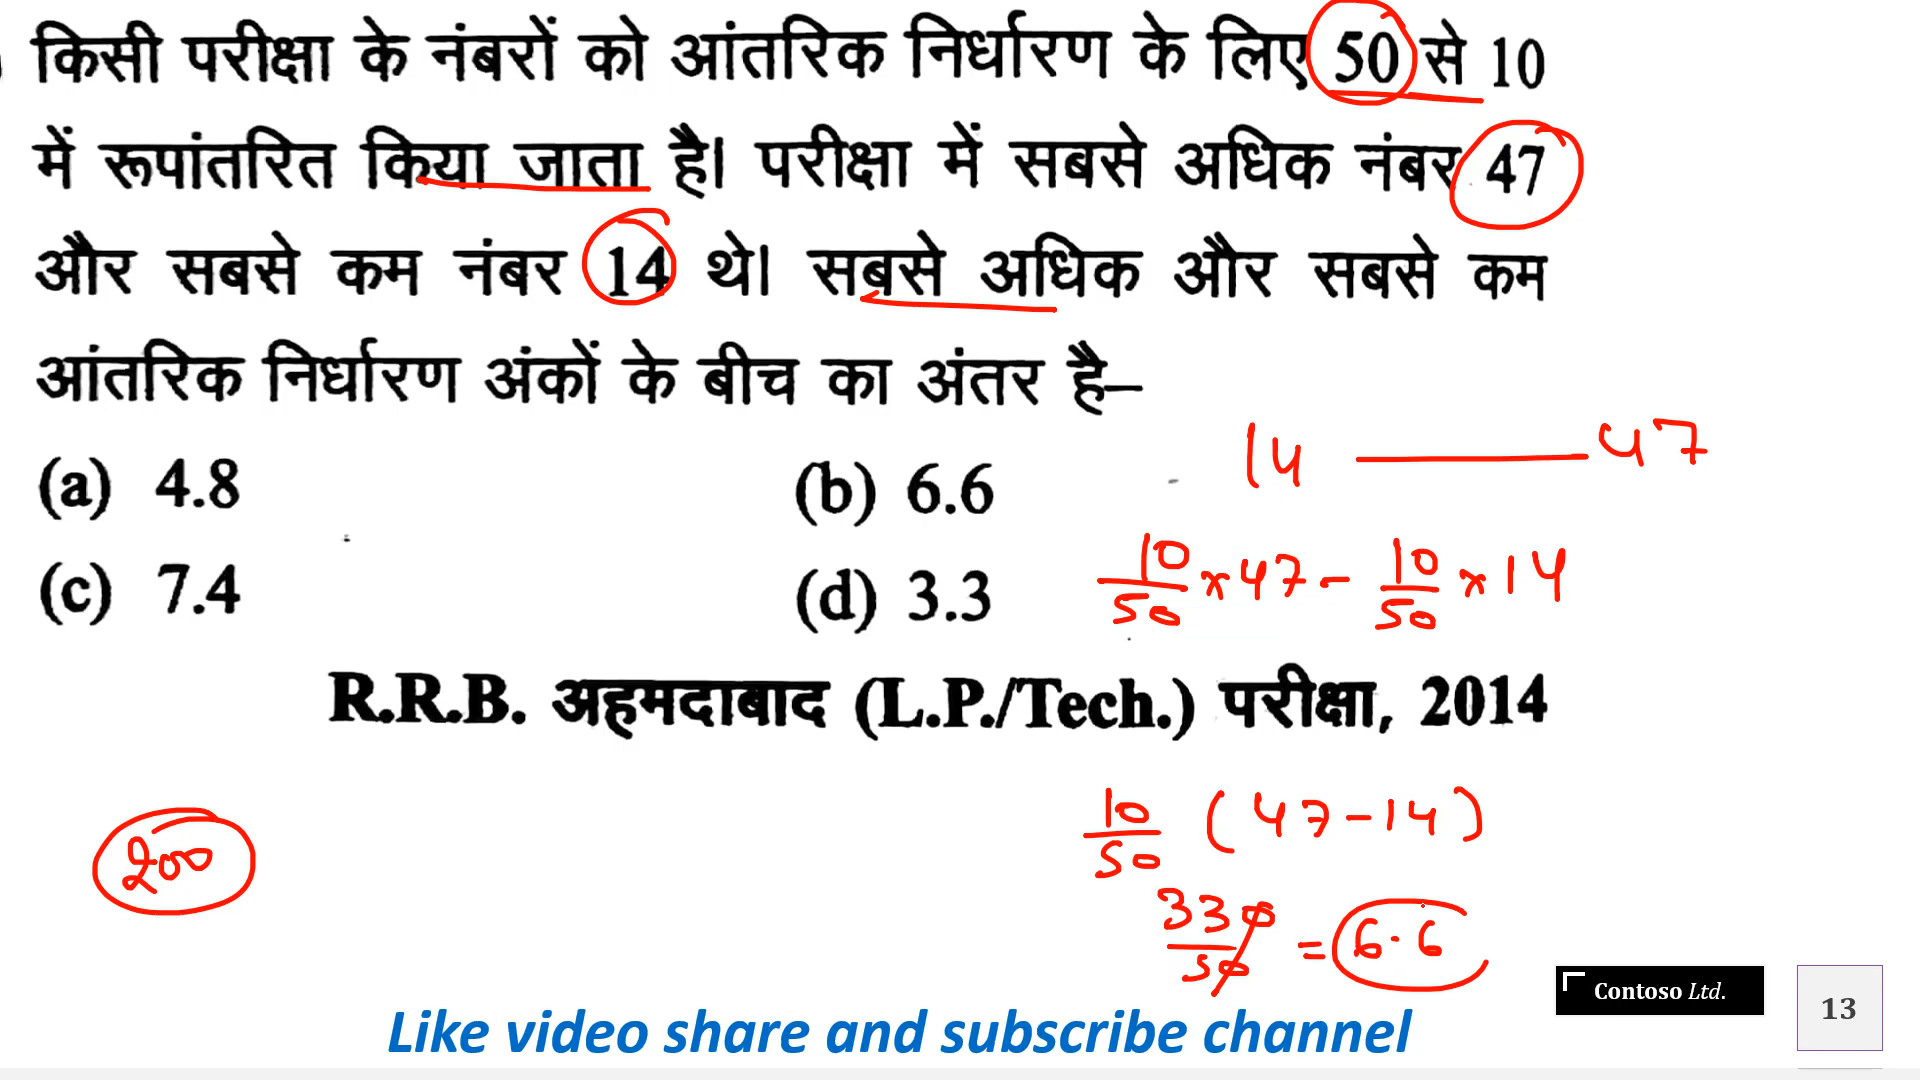 किसी परीक्षा के नंबरों को आंतरिक निर्धारण के लिए 50 से 10
में रूपांतरित किया जाता है। परीक्षा में सबसे अधिक नंबर 47
और सबसे कम नंबर 14 थे। सबसे अधिक और सबसे कम
आंतरिक निर्धारण अंकों के बीच का अंतर है–
14 — 47
(a) 4.8 (b) 6.6
(c) 7.4 (d) 3.3
10/50 × 47 - 10/50 × 14
R.R.B. अहमदाबाद (L.P./Tech.) परीक्षा, 2014
10/50 (47-14)
200
330/50 = 6.6
Contoso Ltd.
13
Like video share and subscribe channel